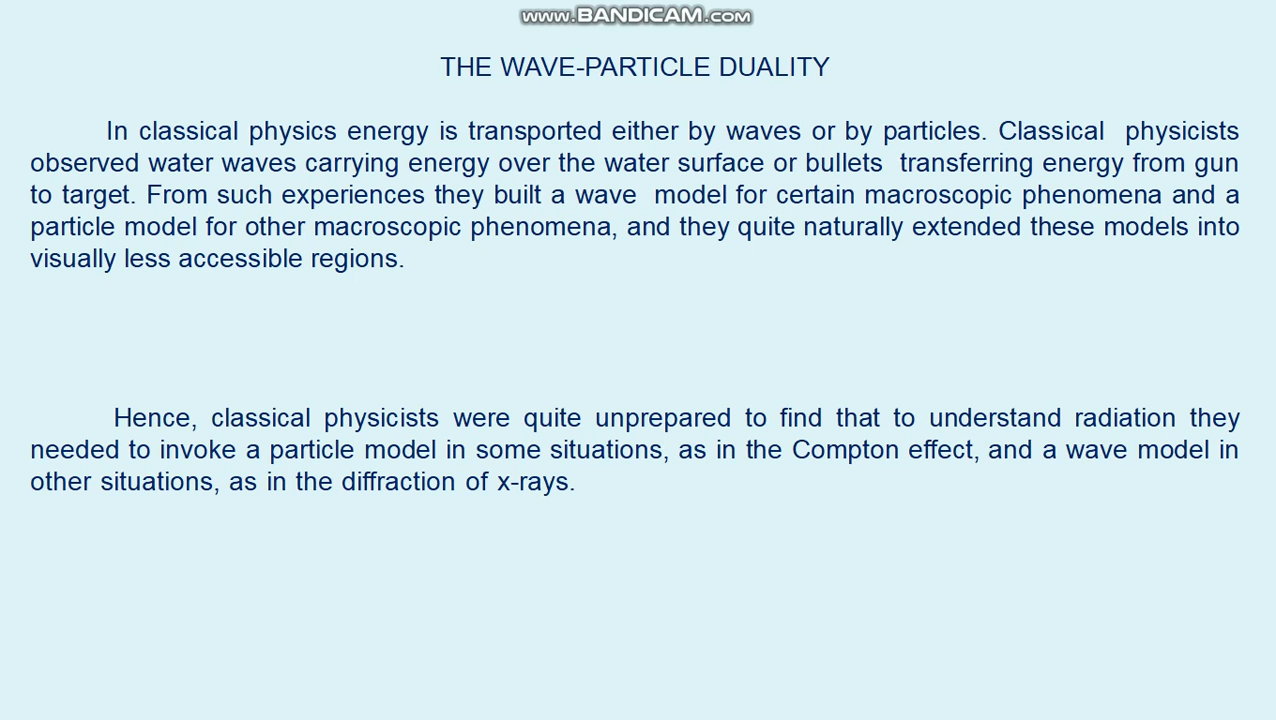 www.BANDICAM.com
THE WAVE-PARTICLE DUALITY
In classical physics energy is transported either by waves or by particles. Classical physicists
observed water waves carrying energy over the water surface or bullets transferring energy from gun
to target. From such experiences they built a wave model for certain macroscopic phenomena and a
particle model for other macroscopic phenomena, and they quite naturally extended these models into
visually less accessible regions.
Hence, classical physicists were quite unprepared to find that to understand radiation they
needed to invoke a particle model in some situations, as in the Compton effect, and a wave model in
other situations, as in the diffraction of x-rays.